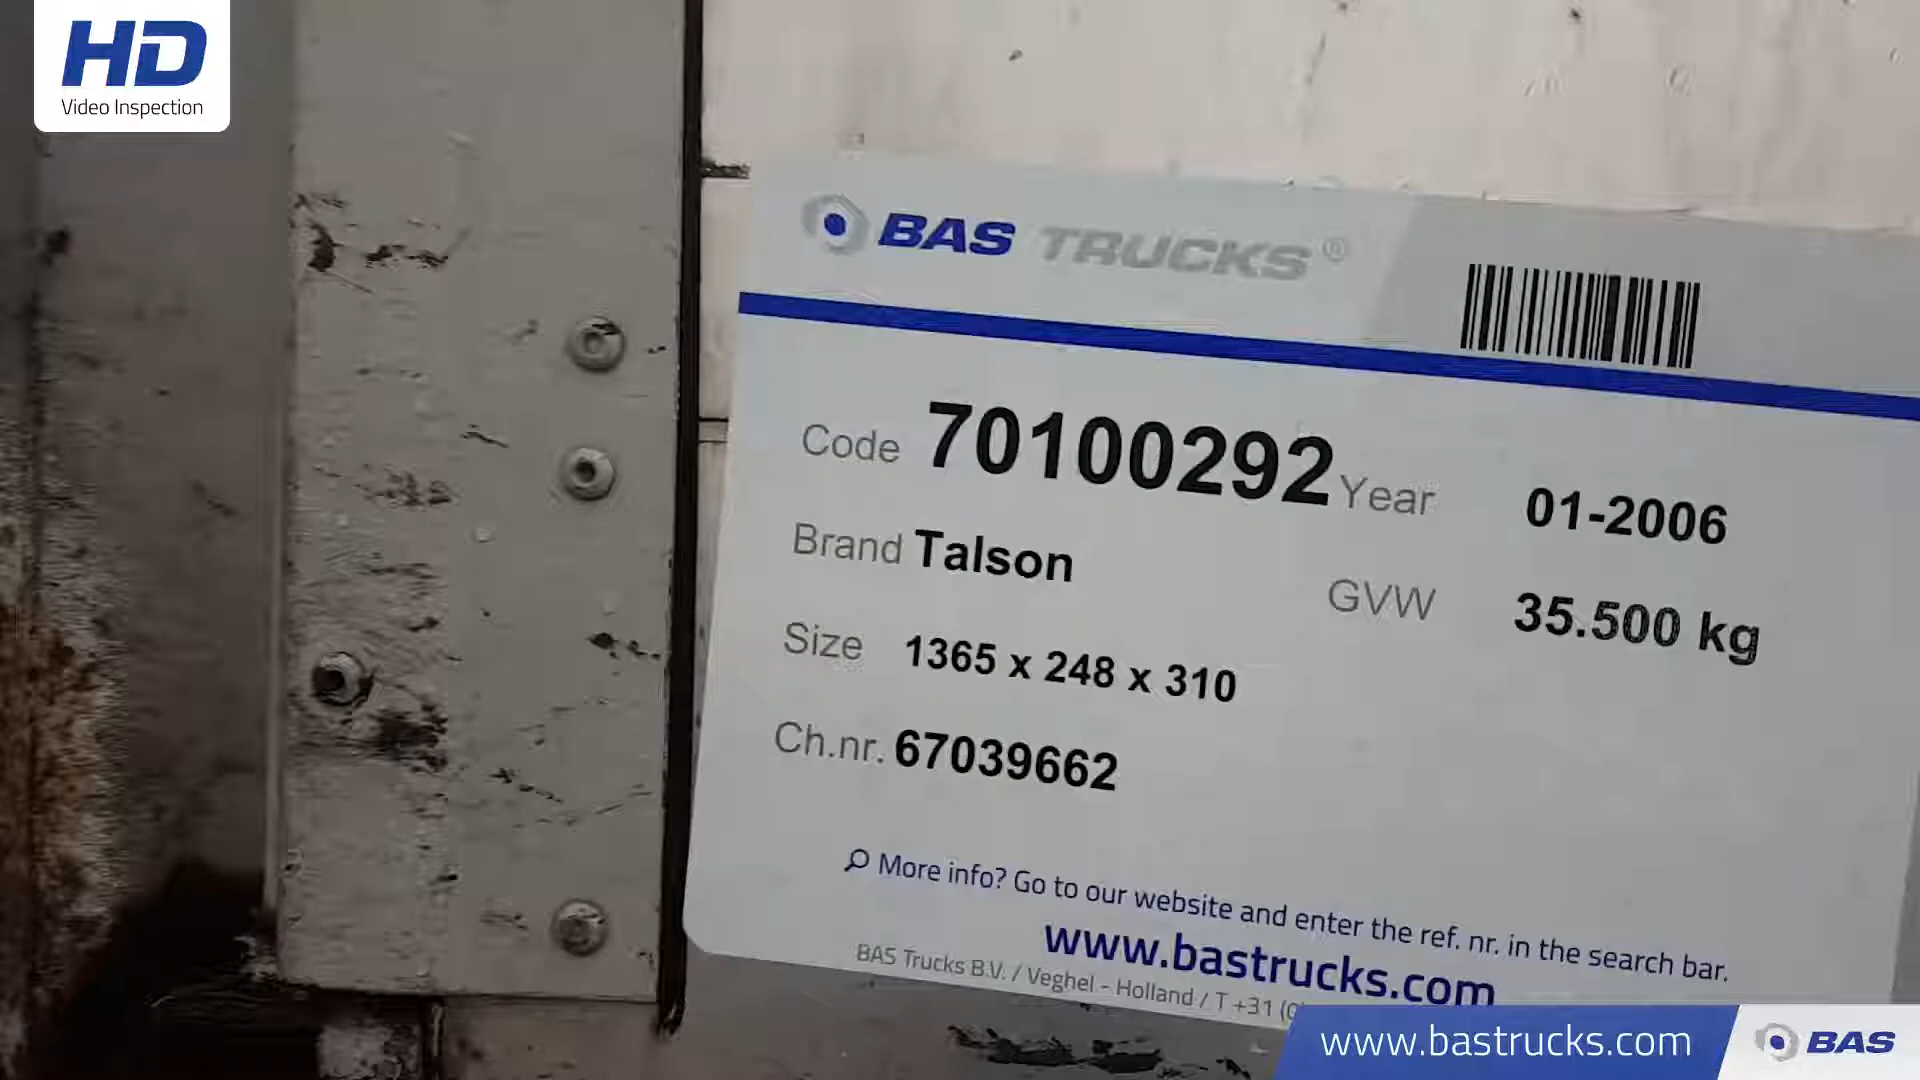 HD
Video Inspection
BAS TRUCKS®
Code 70100292 Year 01-2006
Brand Talson
GVW 35.500 kg
Size 1365 x 248 x 310
Ch.nr. 67039662
More info? Go to our website and enter the ref. nr. in the search bar.
www.bastrucks.com
BAS Trucks B.V. / Veghel - Holland / T +31 (0
www.bastrucks.com
BAS